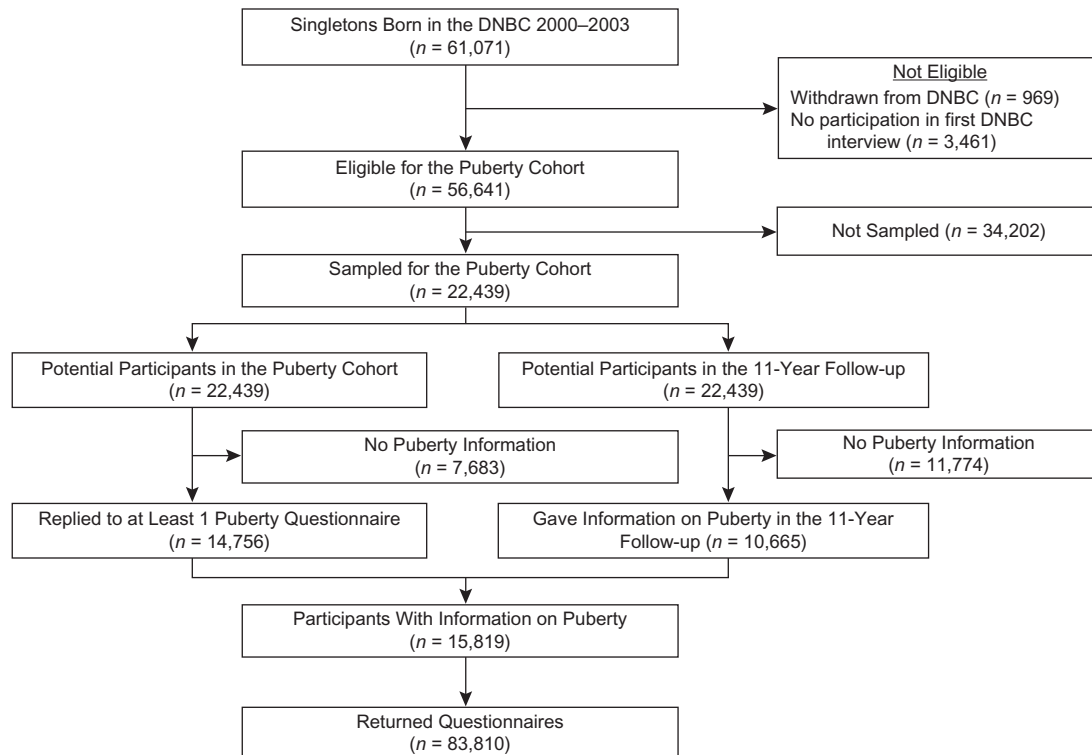 Singletons Born in the DNBC 2000–2003
(n = 61,071)
Not Eligible
Withdrawn from DNBC (n = 969)
No participation in first DNBC
interview (n = 3,461)
Eligible for the Puberty Cohort
(n = 56,641)
Not Sampled (n = 34,202)
Sampled for the Puberty Cohort
(n = 22,439)
Potential Participants in the Puberty Cohort
(n = 22,439)
Potential Participants in the 11-Year Follow-up
(n = 22,439)
No Puberty Information
(n = 7,683)
No Puberty Information
(n = 11,774)
Replied to at Least 1 Puberty Questionnaire
(n = 14,756)
Gave Information on Puberty in the 11-Year
Follow-up (n = 10,665)
Participants With Information on Puberty
(n = 15,819)
Returned Questionnaires
(n = 83,810)